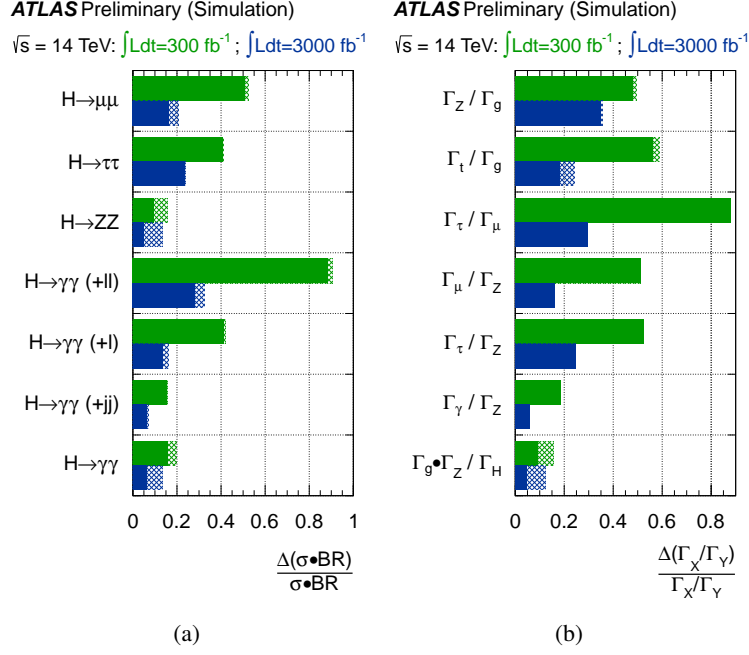 ATLAS Preliminary (Simulation)
√s = 14 TeV: ∫Ldt=300 fb⁻¹ ; ∫Ldt=3000 fb⁻¹
H→μμ
H→ττ
H→ZZ
H→γγ (+ll)
H→γγ (+l)
H→γγ (+jj)
H→γγ
0 0.2 0.4 0.6 0.8 1
Δ(σ•BR)
σ•BR
(a)
ATLAS Preliminary (Simulation)
√s = 14 TeV: ∫Ldt=300 fb⁻¹ ; ∫Ldt=3000 fb⁻¹
Γ_Z / Γ_g
Γ_t / Γ_g
Γ_τ / Γ_μ
Γ_μ / Γ_Z
Γ_τ / Γ_Z
Γ_γ / Γ_Z
Γ_g•Γ_Z / Γ_H
0 0.2 0.4 0.6 0.8
Δ(Γ_X/Γ_Y)
Γ_X/Γ_Y
(b)